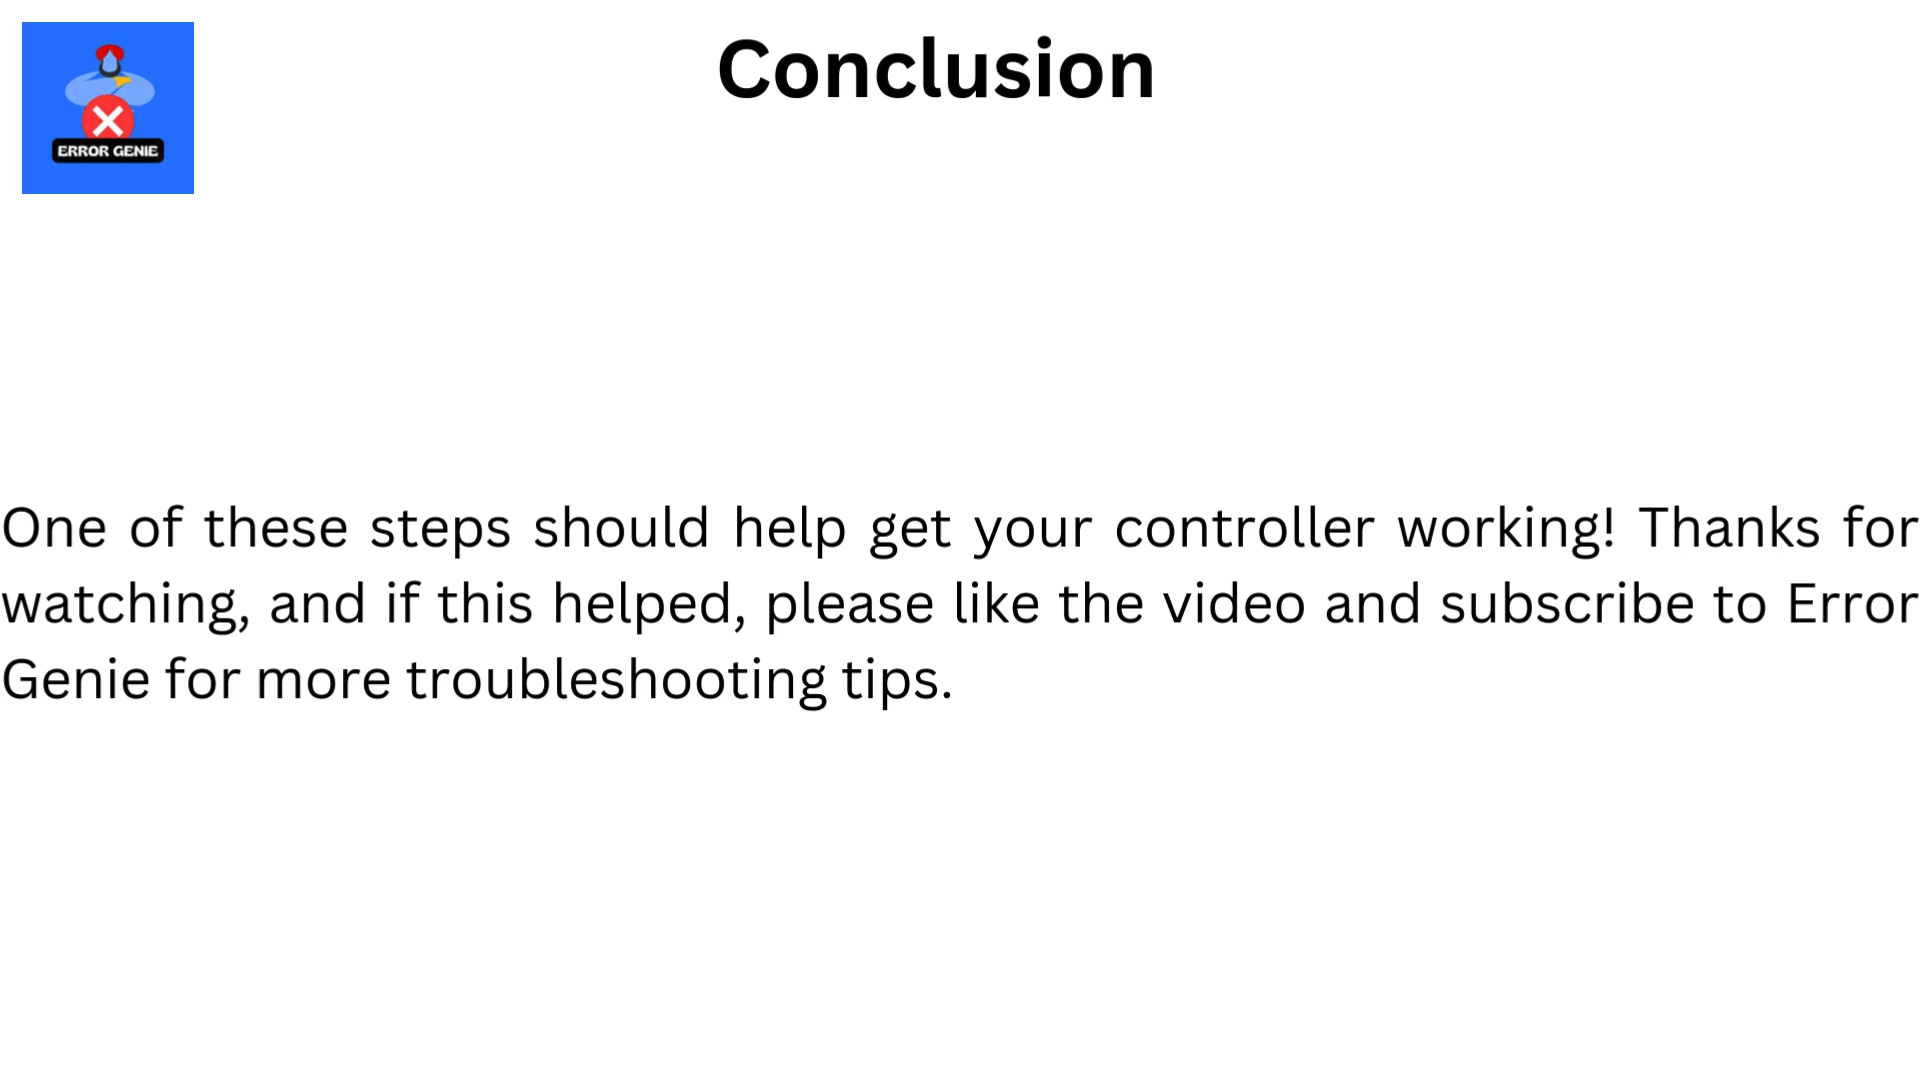 Conclusion
ERROR GENIE
One of these steps should help get your controller working! Thanks for
watching, and if this helped, please like the video and subscribe to Error
Genie for more troubleshooting tips.